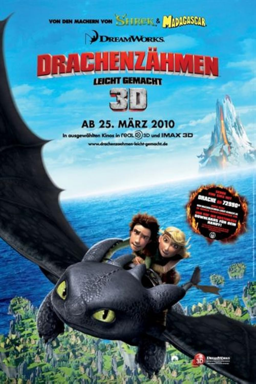 VON DEN MACHERN VON SHREK & MADAGASCAR
DREAMWORKS
DRACHENZÄHMEN
LEICHT GEMACHT
3D
AB 25. MÄRZ 2010
In ausgewählten Kinos in REAL D 3D und IMAX 3D
www.drachenzaehmen-leicht-gemacht.de